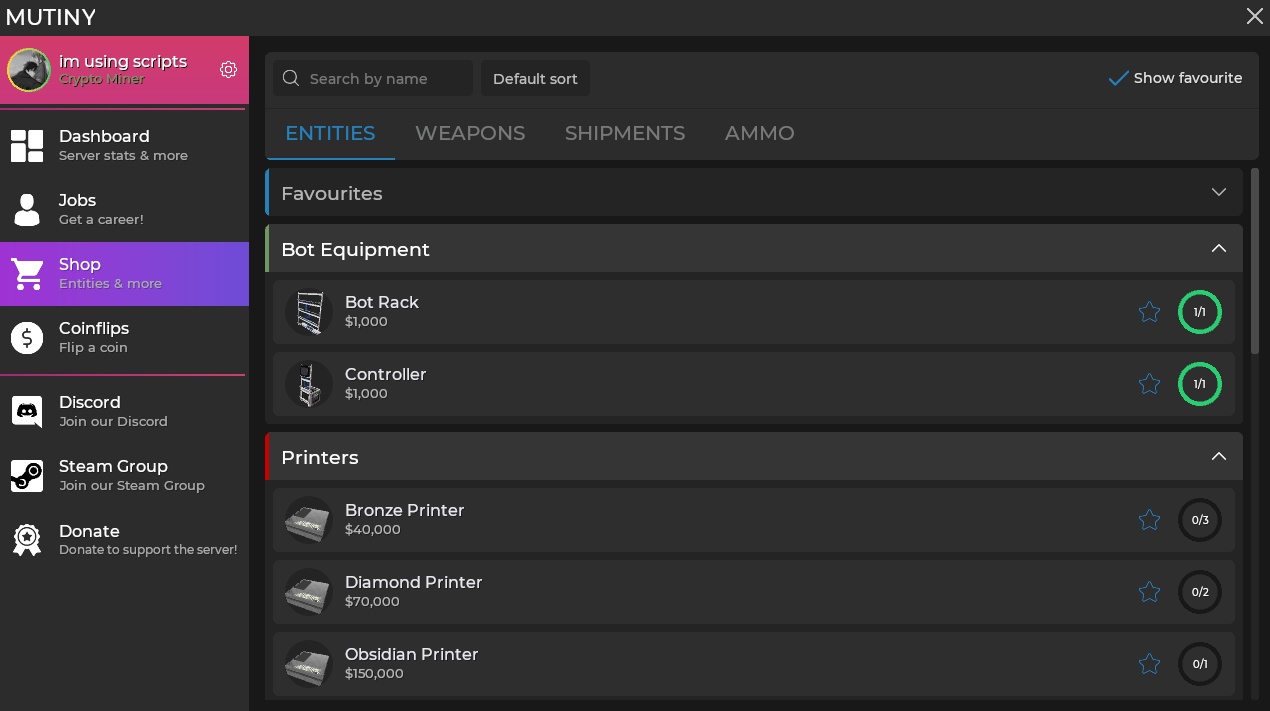 MUTINY
im using scripts
Crypto Miner
Dashboard
Server stats & more
Jobs
Get a career!
Shop
Entities & more
Coinflips
Flip a coin
Discord
Join our Discord
Steam Group
Join our Steam Group
Donate
Donate to support the server!
Search by name
Default sort
Show favourite
ENTITIES
WEAPONS
SHIPMENTS
AMMO
Favourites
Bot Equipment
Bot Rack
$1,000
1/1
Controller
$1,000
1/1
Printers
Bronze Printer
$40,000
0/3
Diamond Printer
$70,000
0/2
Obsidian Printer
$150,000
0/1